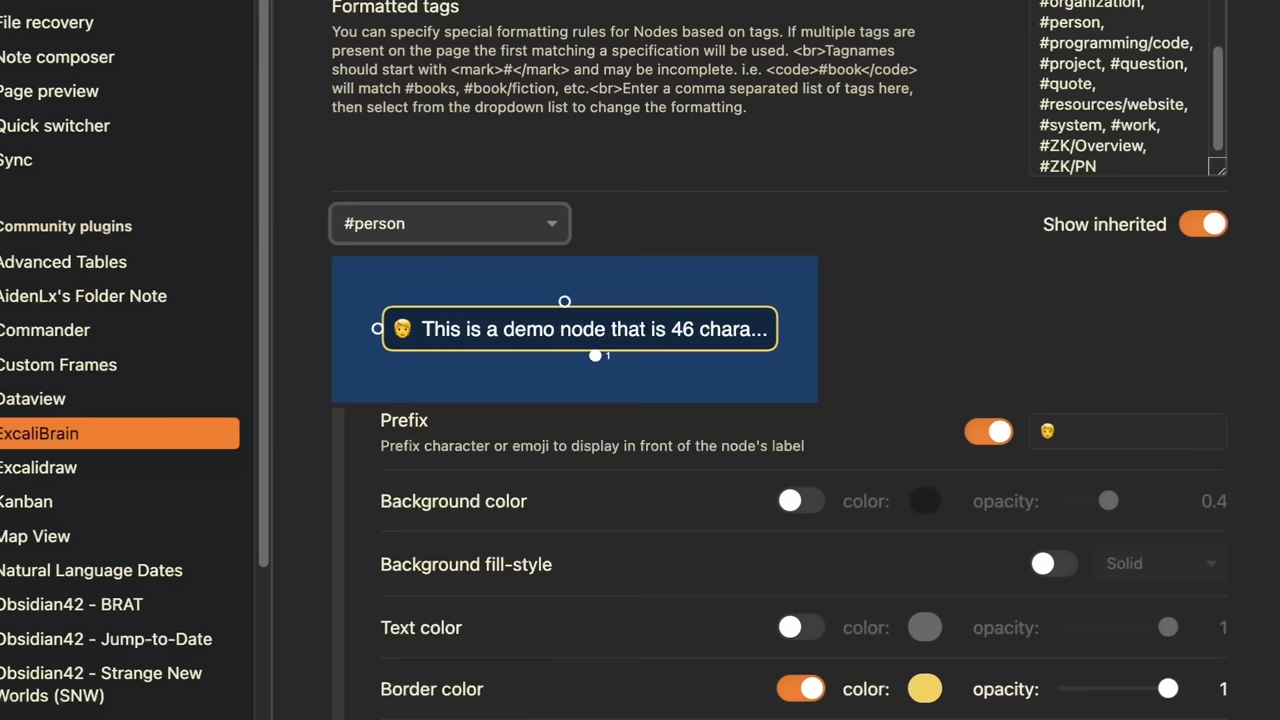 File recovery
Note composer
Page preview
Quick switcher
Sync
Community plugins
Advanced Tables
AidenLx's Folder Note
Commander
Custom Frames
Dataview
ExcaliBrain
Excalidraw
Kanban
Map View
Natural Language Dates
Obsidian42 - BRAT
Obsidian42 - Jump-to-Date
Obsidian42 - Strange New
Worlds (SNW)
Formatted tags
You can specify special formatting rules for Nodes based on tags. If multiple tags are
present on the page the first matching a specification will be used. <br>Tagnames
should start with <mark>#</mark> and may be incomplete. i.e. <code>#book</code>
will match #books, #book/fiction, etc.<br>Enter a comma separated list of tags here,
then select from the dropdown list to change the formatting.
#organization,
#person,
#programming/code,
#project, #question,
#quote,
#resources/website,
#system, #work,
#ZK/Overview,
#ZK/PN
#person
Show inherited
This is a demo node that is 46 chara...
1
Prefix
Prefix character or emoji to display in front of the node's label
Background color
color:
opacity:
0.4
Background fill-style
Solid
Text color
color:
opacity:
1
Border color
color:
opacity:
1